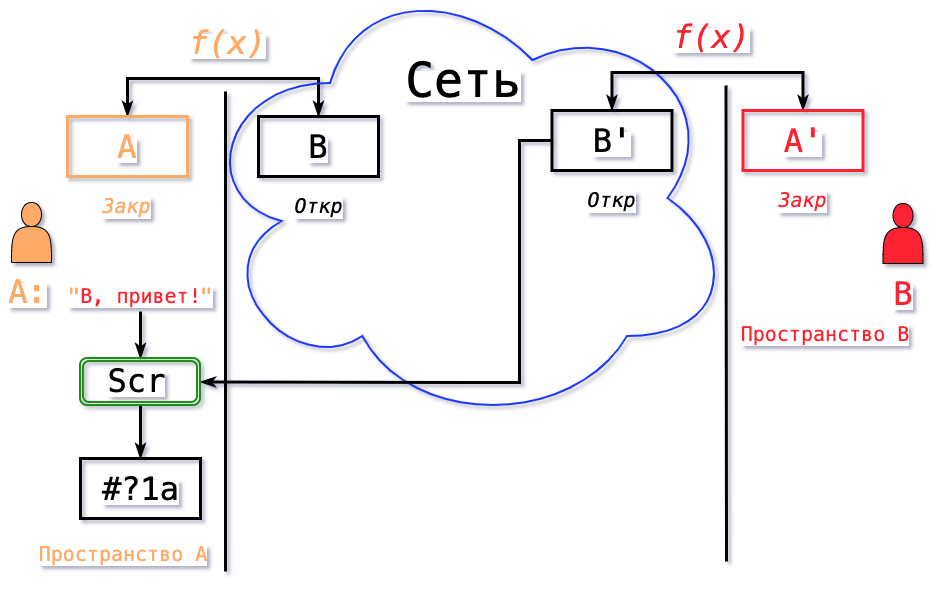 f(x)
f(x)
Сеть
A
B
B'
A'
Закр
Откр
Откр
Закр
A:
"В, привет!"
B
Пространство В
Scr
#?1a
Пространство А